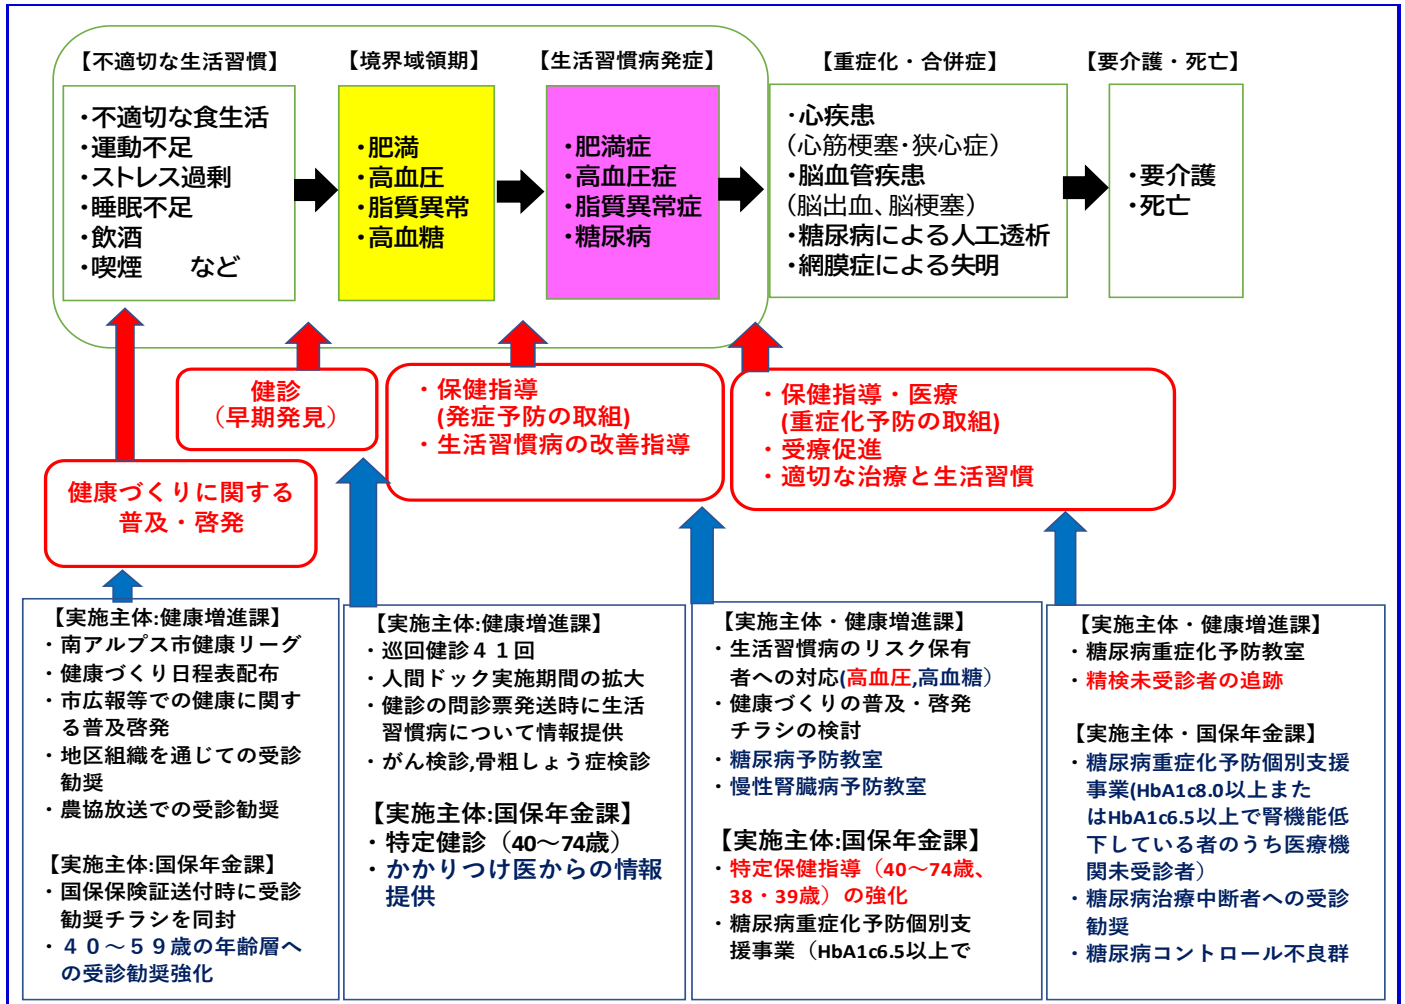 【不適切な生活習慣】
・不適切な食生活
・運動不足
・ストレス過剰
・睡眠不足
・飲酒
・喫煙 など
【境界域領期】
・肥満
・高血圧
・脂質異常
・高血糖
【生活習慣病発症】
・肥満症
・高血圧症
・脂質異常症
・糖尿病
【重症化・合併症】
・心疾患
(心筋梗塞・狭心症)
・脳血管疾患
(脳出血、脳梗塞)
・糖尿病による人工透析
・網膜症による失明
【要介護・死亡】
・要介護
・死亡
健康づくりに関する
普及・啓発
健診
（早期発見）
・保健指導
(発症予防の取組)
・生活習慣病の改善指導
・保健指導・医療
(重症化予防の取組)
・受療促進
・適切な治療と生活習慣
【実施主体:健康増進課】
・南アルプス市健康リーグ
・健康づくり日程表配布
・市広報等での健康に関す
る普及啓発
・地区組織を通じての受診
勧奨
・農協放送での受診勧奨
【実施主体:国保年金課】
・国保保険証送付時に受診
勧奨チラシを同封
・４０～５９歳の年齢層へ
の受診勧奨強化
【実施主体:健康増進課】
・巡回健診４１回
・人間ドック実施期間の拡大
・健診の問診票発送時に生活
習慣病について情報提供
・がん検診,骨粗しょう症検診
【実施主体:国保年金課】
・特定健診（40～74歳）
・かかりつけ医からの情報
提供
【実施主体・健康増進課】
・生活習慣病のリスク保有
者への対応(高血圧,高血糖）
・健康づくりの普及・啓発
チラシの検討
・糖尿病予防教室
・慢性腎臓病予防教室
【実施主体:国保年金課】
・特定保健指導（40～74歳、
38・39歳）の強化
・糖尿病重症化予防個別支
援事業（HbA1c6.5以上で
【実施主体・健康増進課】
・糖尿病重症化予防教室
・精検未受診者の追跡
【実施主体・国保年金課】
・糖尿病重症化予防個別支援
事業(HbA1c8.0以上また
はHbA1c6.5以上で腎機能低
下している者のうち医療機
関未受診者）
・糖尿病治療中断者への受診
勧奨
・糖尿病コントロール不良群